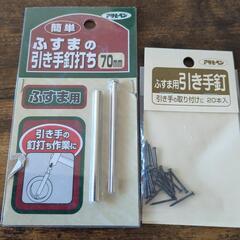 アサヒペン
簡単
ふすまの
引き手釘打ち
70mm
ふすま用
引き手の
釘打ち作業に
アサヒペン
ふすま用引き手釘
引き手の取り付けに 20本入